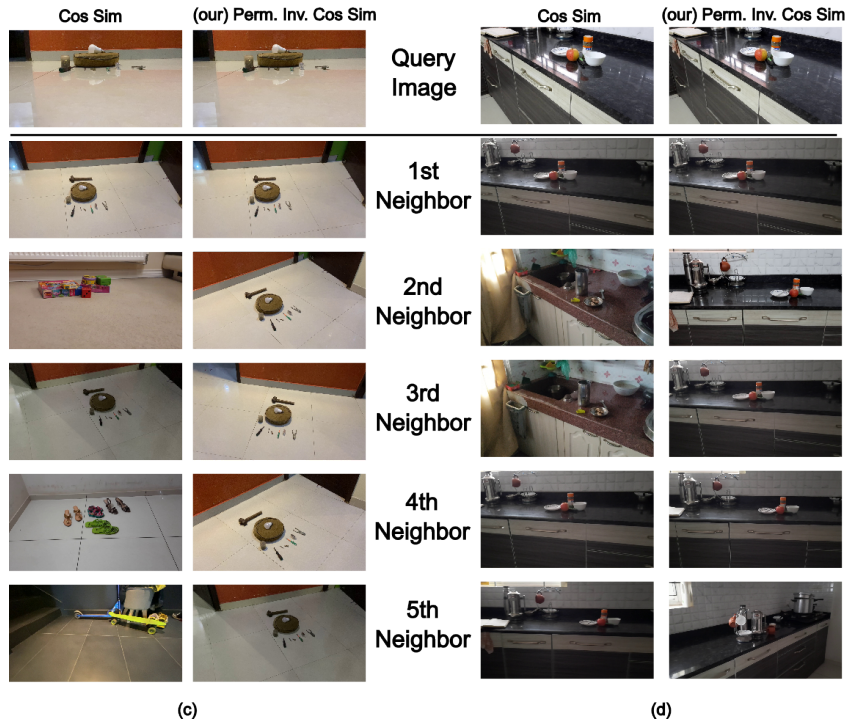 Cos Sim
(our) Perm. Inv. Cos Sim
Cos Sim
(our) Perm. Inv. Cos Sim
Query
Image
1st
Neighbor
2nd
Neighbor
3rd
Neighbor
4th
Neighbor
5th
Neighbor
(c)
(d)